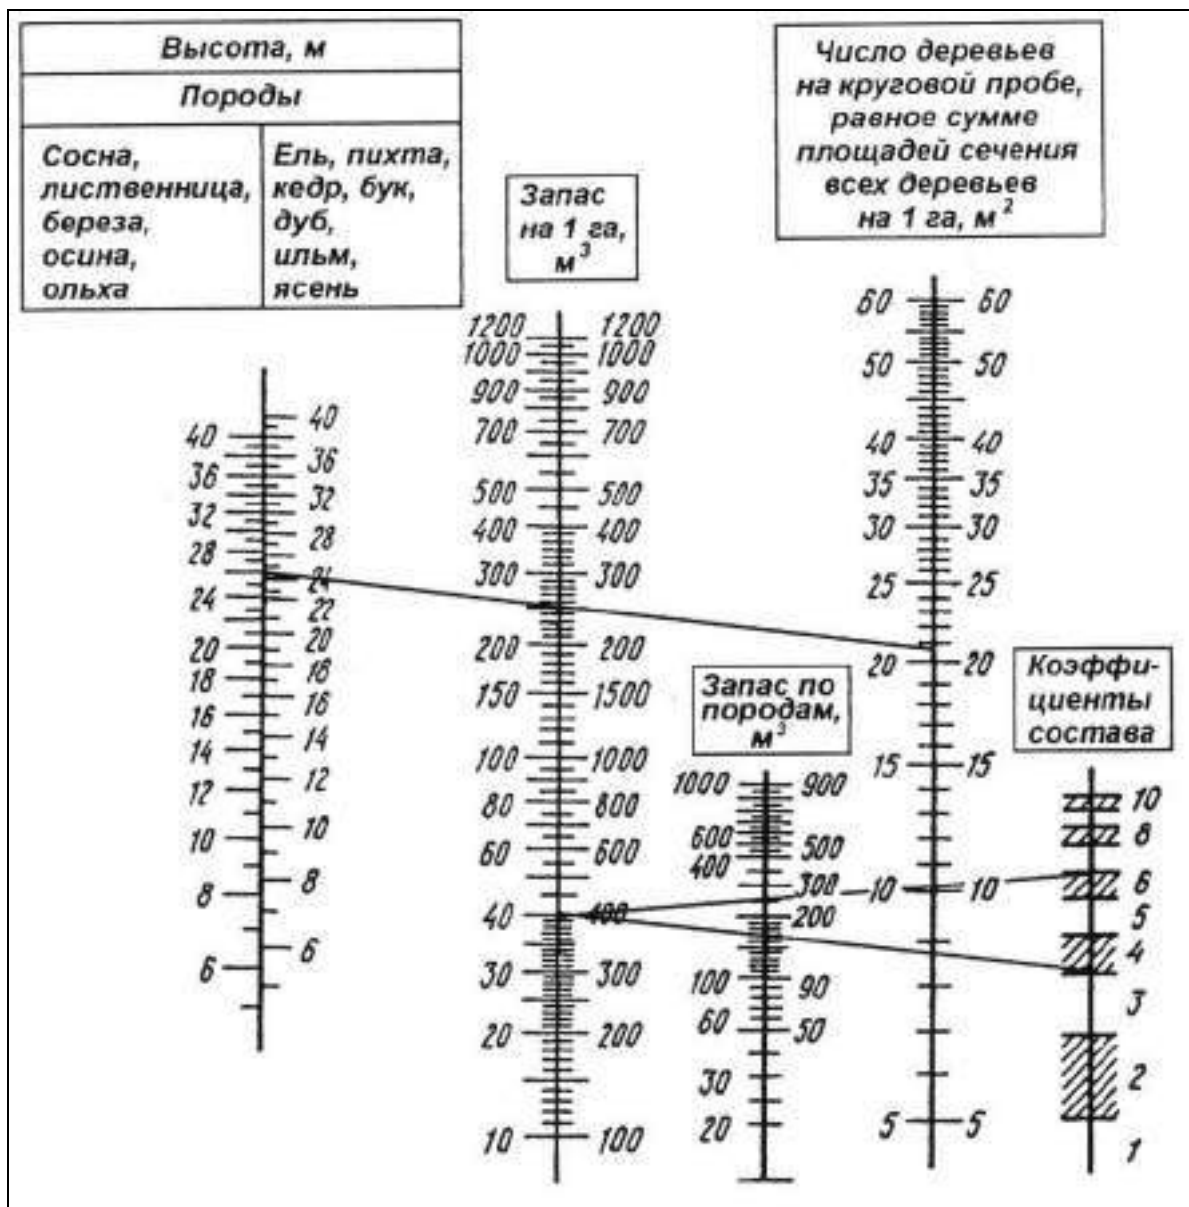 Высота, м
Породы
Сосна,
лиственница,
береза,
осина,
ольха
Ель, пихта,
кедр, бук,
дуб,
ильм,
ясень
Запас
на 1 га,
м³
Число деревьев
на круговой пробе,
равное сумме
площадей сечения
всех деревьев
на 1 га, м²
40
36
32
28
24
20
18
16
14
12
10
8
6
40
36
32
28
24
22
20
18
16
14
12
10
8
6
1200 1200
1000 1000
900 900
700 700
500 500
400 400
300 300
200 200
150 1500
100 1000
80 800
60 600
40 400
30 300
20 200
10 100
Запас по
породам,
м³
1000 900
600 500
400 300
200
100 90
60 50
30
20
60 60
50 50
40 40
35 35
30 30
25 25
20 20
15 15
10 10
5 5
Коэффи-
циенты
состава
10
8
6
5
4
3
2
1